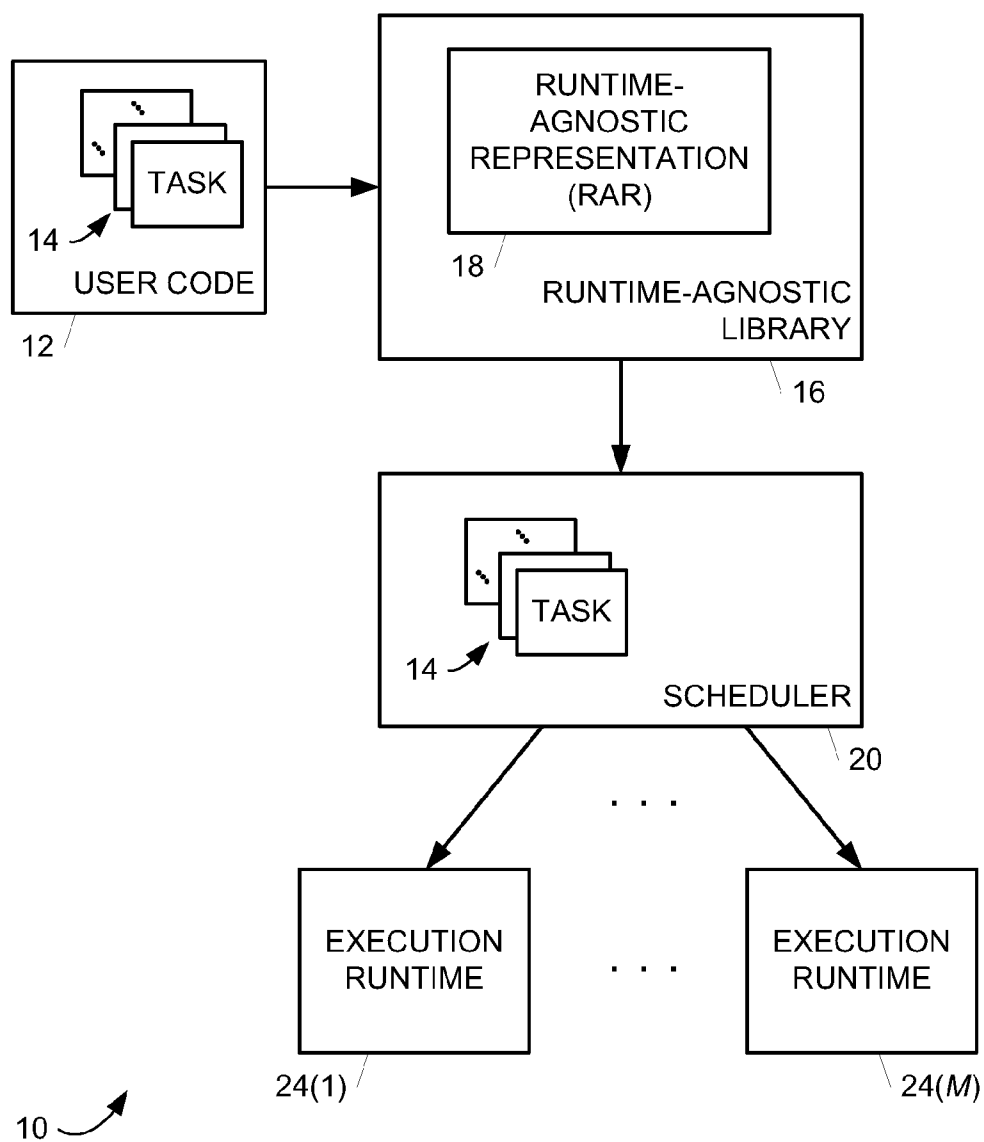 RUNTIME-
AGNOSTIC
REPRESENTATION
(RAR)
TASK
14
18
USER CODE
RUNTIME-AGNOSTIC
LIBRARY
12
16
TASK
14
SCHEDULER
20
. . .
EXECUTION
RUNTIME
. . .
EXECUTION
RUNTIME
24(1)
24(M)
10